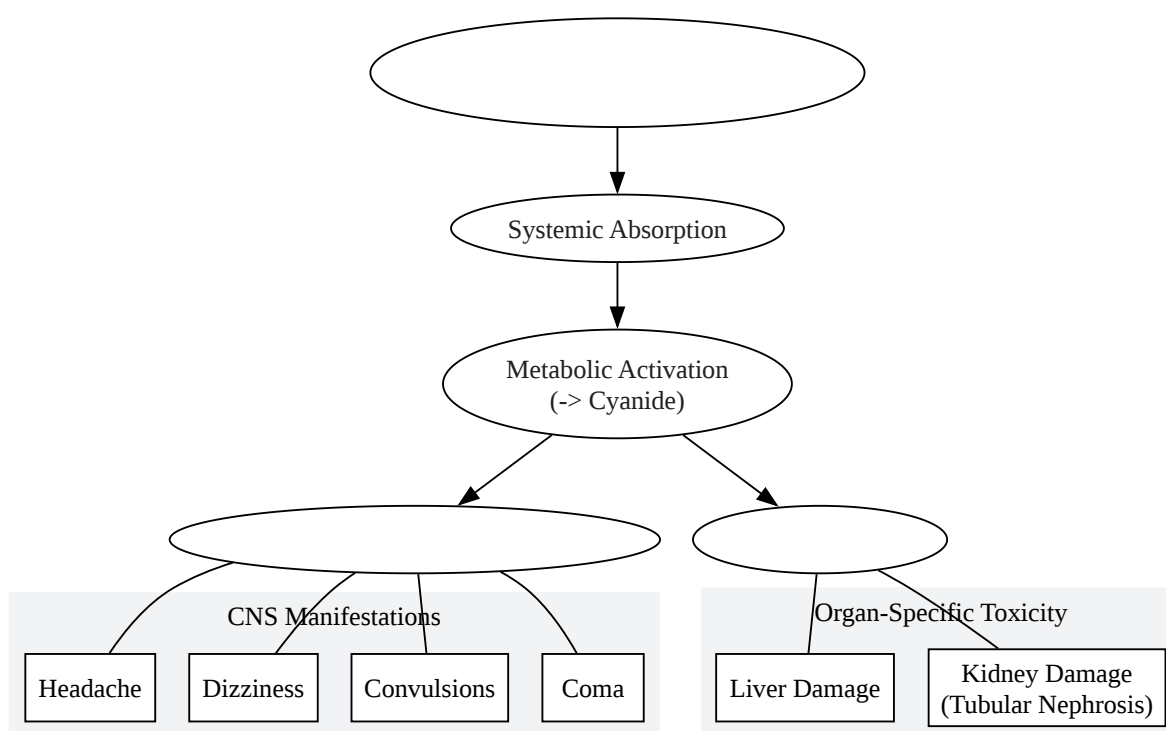 Systemic Absorption
Metabolic Activation
(-> Cyanide)
CNS Manifestations
Organ-Specific Toxicity
Headache
Dizziness
Convulsions
Coma
Liver Damage
Kidney Damage
(Tubular Nephrosis)